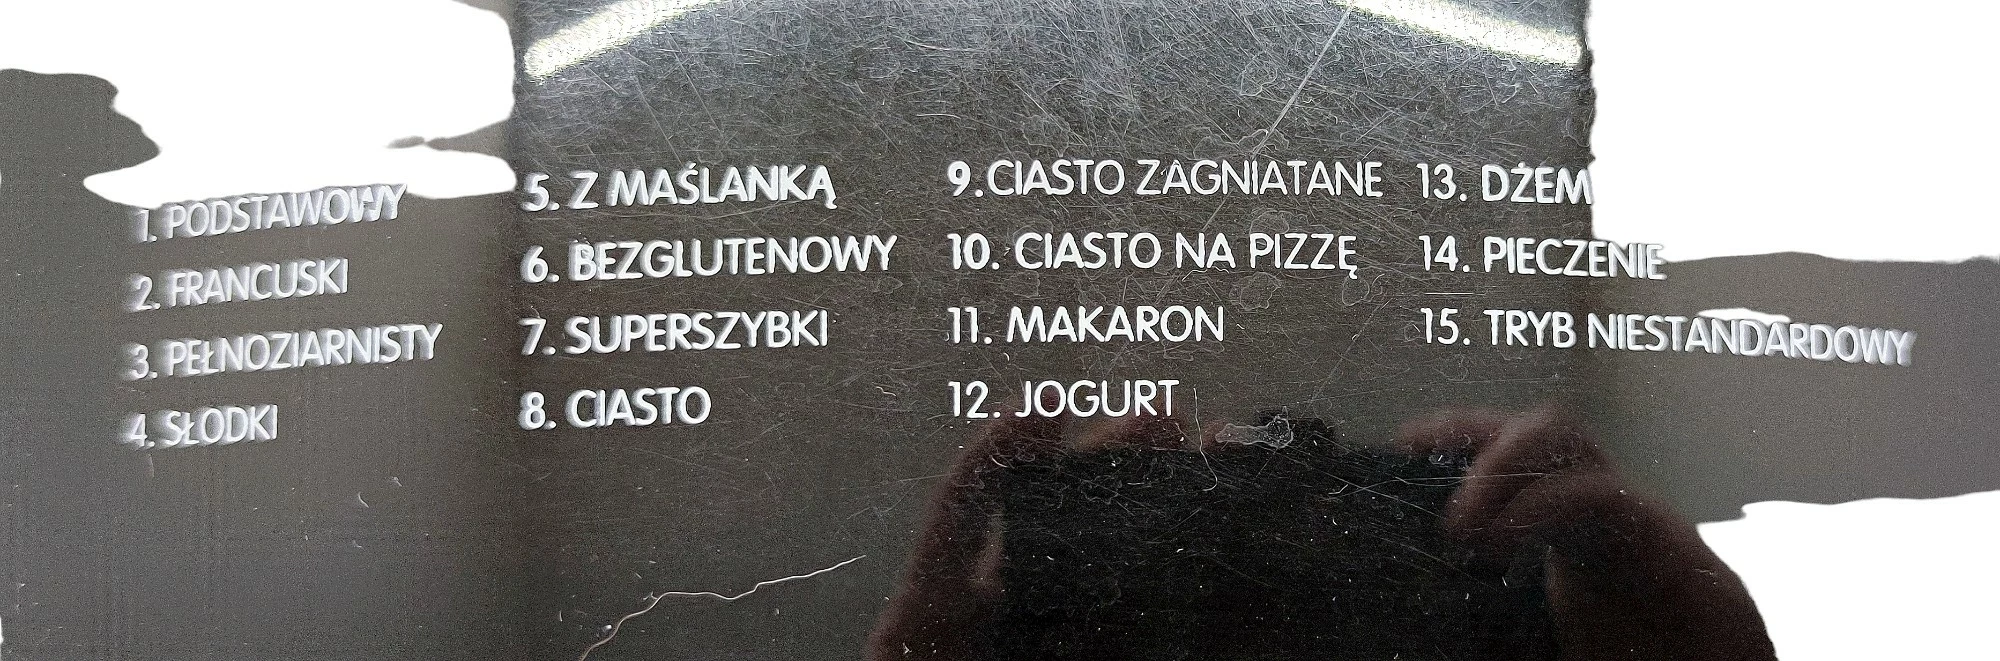 1. PODSTAWOWY
2. FRANCUSKI
3. PEŁNOZIARNISTY
4. SŁODKI
5. Z MAŚLANKĄ
6. BEZGLUTENOWY
7. SUPERSZYBKI
8. CIASTO
9. CIASTO ZAGNIATANE
10. CIASTO NA PIZZĘ
11. MAKARON
12. JOGURT
13. DŻEM
14. PIECZENIE
15. TRYB NIESTANDARDOWY